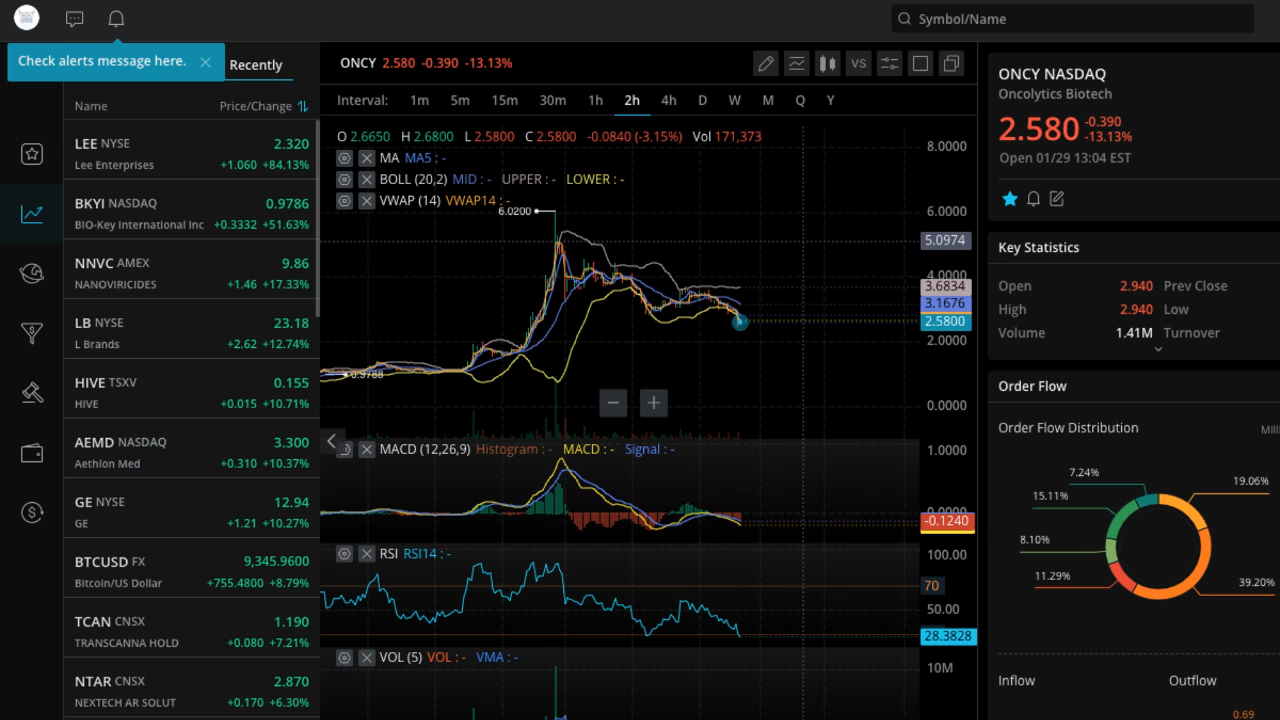 Symbol/Name
Check alerts message here.
Recently
Name Price/Change
LEE NYSE 2.320
Lee Enterprises +1.060 +84.13%
BKYI NASDAQ 0.9786
BIO-Key International Inc +0.3332 +51.63%
NNVC AMEX 9.86
NANOVIRICIDES +1.46 +17.33%
LB NYSE 23.18
L Brands +2.62 +12.74%
HIVE TSXV 0.155
HIVE +0.015 +10.71%
AEMD NASDAQ 3.300
Aethlon Med +0.310 +10.37%
GE NYSE 12.94
GE +1.21 +10.27%
BTCUSD FX 9,345.9600
Bitcoin/US Dollar +755.4800 +8.79%
TCAN CNSX 1.190
TRANSCANNA HOLD +0.080 +7.21%
NTAR CNSX 2.870
NEXTECH AR SOLUT +0.170 +6.30%
ONCY 2.580 -0.390 -13.13%
VS
Interval: 1m 5m 15m 30m 1h 2h 4h D W M Q Y
O 2.6650 H 2.6800 L 2.5800 C 2.5800 -0.0840 (-3.15%) Vol 171,373
MA MA5 : -
BOLL (20,2) MID : - UPPER : - LOWER : -
VWAP (14) VWAP14 : -
6.0200
0.9788
8.0000
6.0000
5.0974
4.0000
3.6834
3.1676
2.5800
2.0000
0.0000
MACD (12,26,9) Histogram : - MACD : - Signal : -
1.0000
0.0000
-0.1240
RSI RSI14 : -
100.00
70
50.00
28.3828
VOL (5) VOL : - VMA : -
10M
ONCY NASDAQ
Oncolytics Biotech
2.580 -0.390
-13.13%
Open 01/29 13:04 EST
Key Statistics
Open 2.940 Prev Close
High 2.940 Low
Volume 1.41M Turnover
Order Flow
Order Flow Distribution Milli
7.24%
19.06%
15.11%
8.10%
11.29%
39.20%
Inflow Outflow
0.69